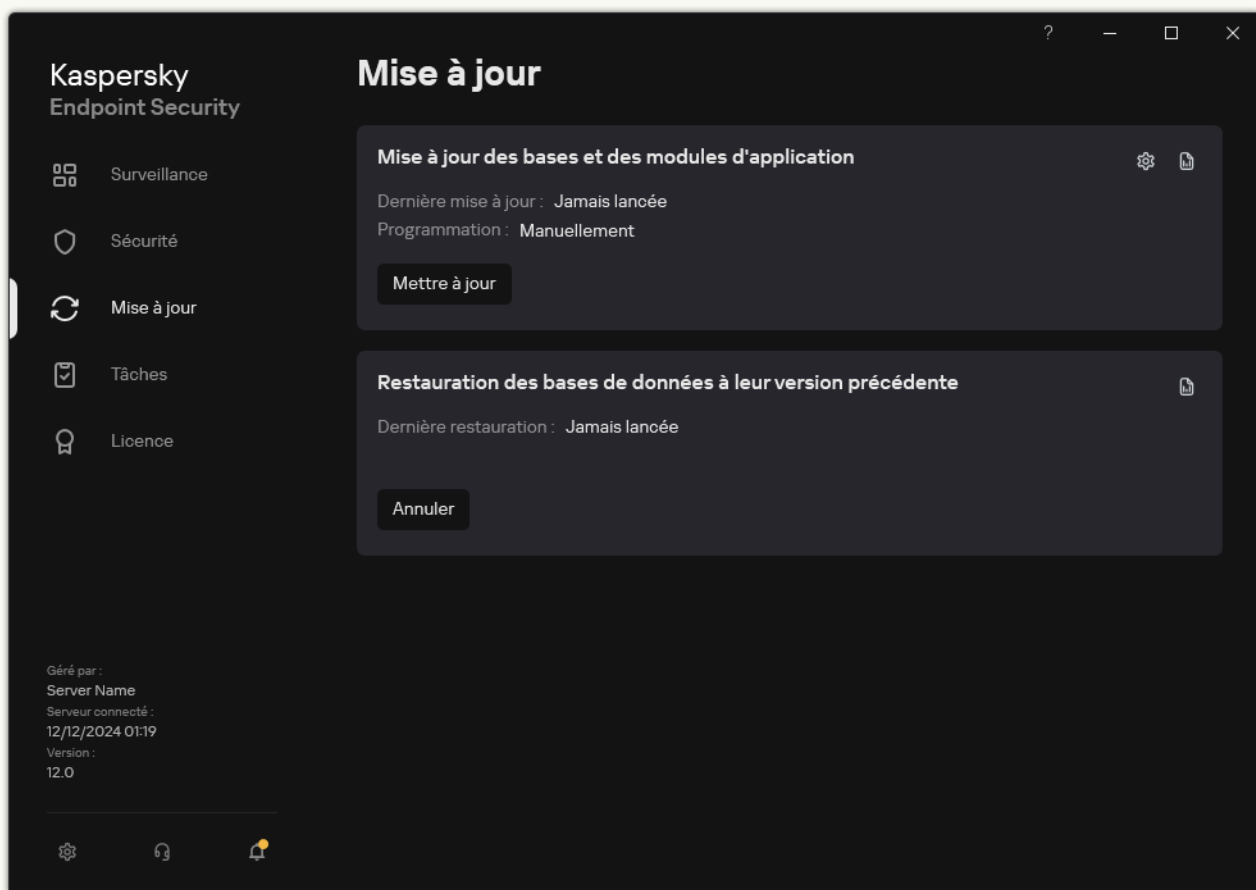 ?
Kaspersky
Endpoint Security
Surveillance
Sécurité
Mise à jour
Tâches
Licence
Géré par :
Server Name
Serveur connecté :
12/12/2024 01:19
Version :
12.0
Mise à jour
Mise à jour des bases et des modules d'application
Dernière mise à jour : Jamais lancée
Programmation : Manuellement
Mettre à jour
Restauration des bases de données à leur version précédente
Dernière restauration : Jamais lancée
Annuler